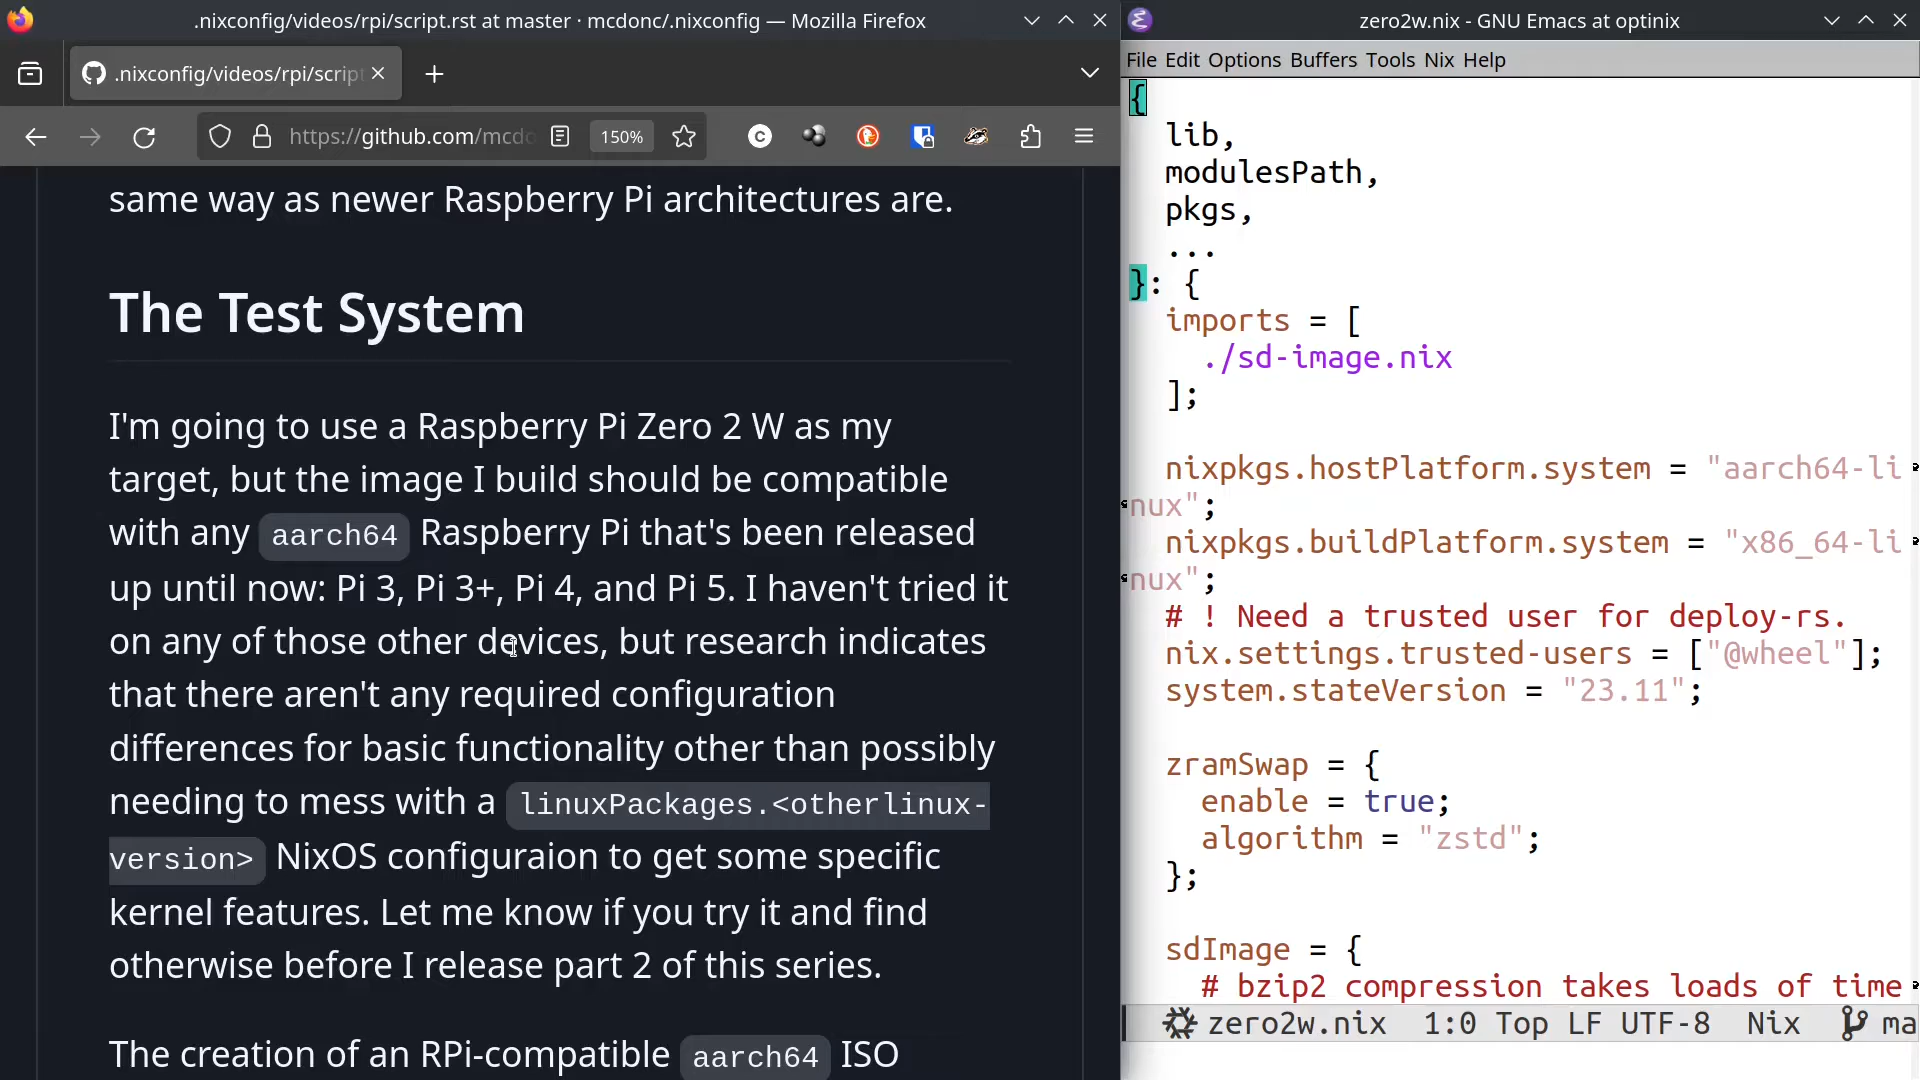 .nixconfig/videos/rpi/script.rst at master · mcdonc/.nixconfig — Mozilla Firefox
.nixconfig/videos/rpi/script
https://github.com/mcdo
150%
same way as newer Raspberry Pi architectures are.
The Test System
I'm going to use a Raspberry Pi Zero 2 W as my
target, but the image I build should be compatible
with any aarch64 Raspberry Pi that's been released
up until now: Pi 3, Pi 3+, Pi 4, and Pi 5. I haven't tried it
on any of those other devices, but research indicates
that there aren't any required configuration
differences for basic functionality other than possibly
needing to mess with a linuxPackages.<otherlinux-
version> NixOS configuraion to get some specific
kernel features. Let me know if you try it and find
otherwise before I release part 2 of this series.
The creation of an RPi-compatible aarch64 ISO
zero2w.nix - GNU Emacs at optinix
File Edit Options Buffers Tools Nix Help
{
lib,
modulesPath,
pkgs,
...
}: {
imports = [
./sd-image.nix
];
nixpkgs.hostPlatform.system = "aarch64-li
nux";
nixpkgs.buildPlatform.system = "x86_64-li
nux";
# ! Need a trusted user for deploy-rs.
nix.settings.trusted-users = ["@wheel"];
system.stateVersion = "23.11";
zramSwap = {
enable = true;
algorithm = "zstd";
};
sdImage = {
# bzip2 compression takes loads of time
zero2w.nix 1:0 Top LF UTF-8 Nix ma